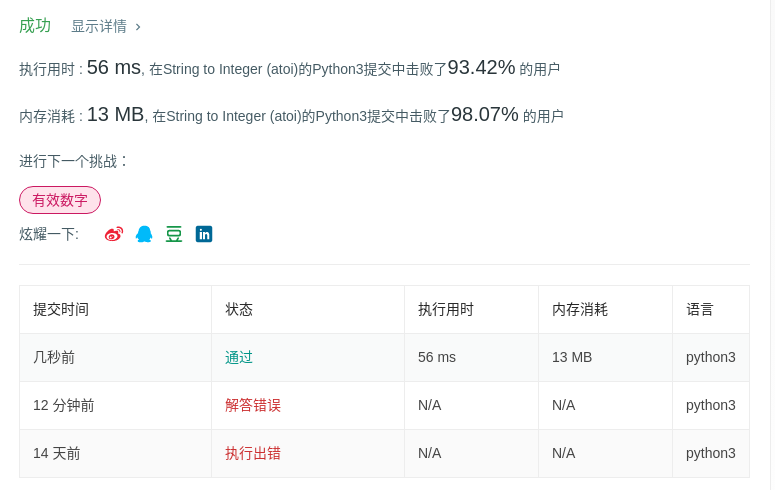 成功 显示详情 ›
执行用时 : 56 ms, 在String to Integer (atoi)的Python3提交中击败了93.42% 的用户
内存消耗 : 13 MB, 在String to Integer (atoi)的Python3提交中击败了98.07% 的用户
进行下一个挑战：
有效数字
炫耀一下:
提交时间 状态 执行用时 内存消耗 语言
几秒前 通过 56 ms 13 MB python3
12 分钟前 解答错误 N/A N/A python3
14 天前 执行出错 N/A N/A python3